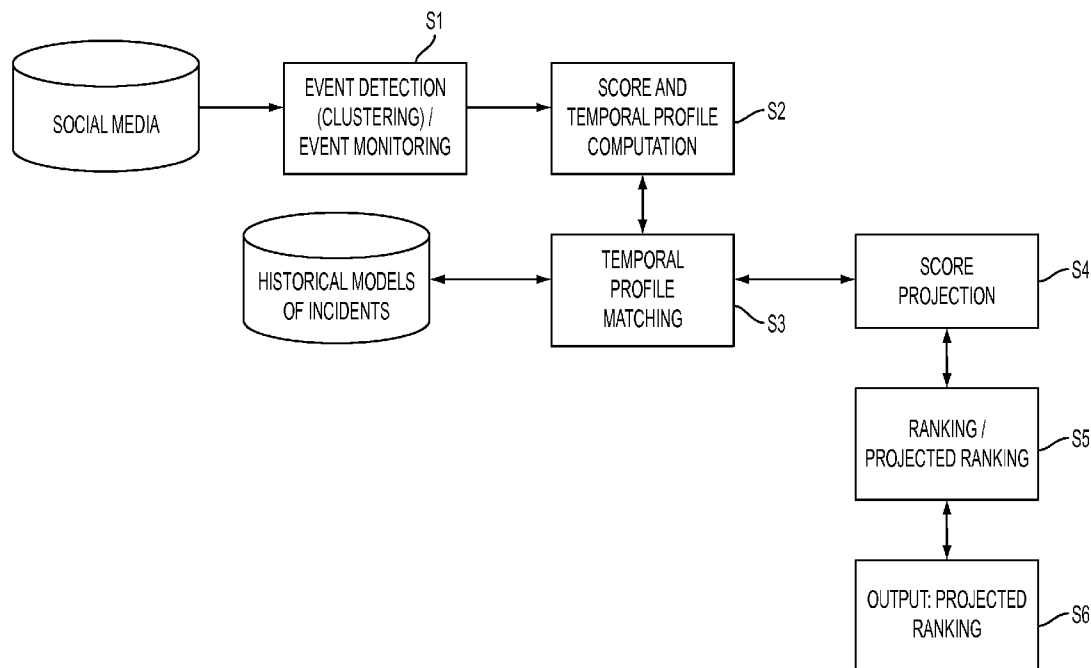 S1
SOCIAL MEDIA
EVENT DETECTION
(CLUSTERING) /
EVENT MONITORING
SCORE AND
TEMPORAL PROFILE
COMPUTATION
S2
HISTORICAL MODELS
OF INCIDENTS
TEMPORAL
PROFILE
MATCHING
S3
SCORE
PROJECTION
S4
RANKING /
PROJECTED RANKING
S5
OUTPUT: PROJECTED
RANKING
S6